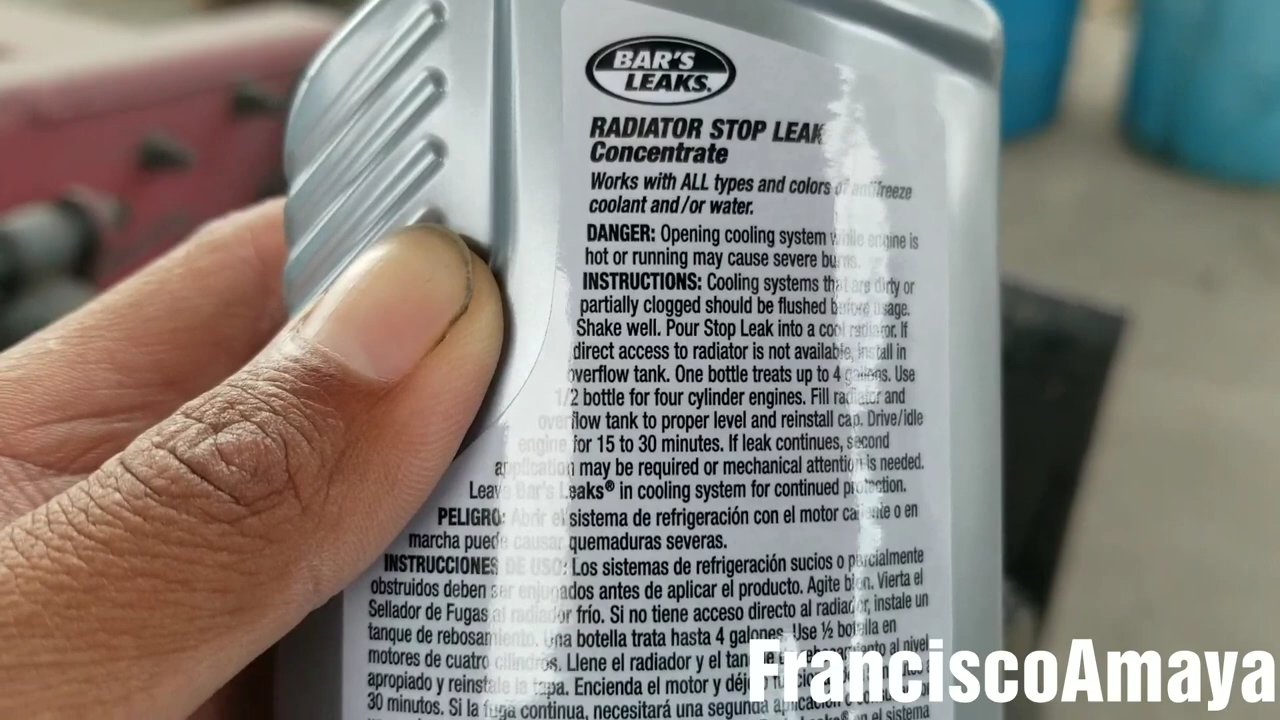 BAR'S
LEAKS®
RADIATOR STOP LEAK
Concentrate
Works with ALL types and colors of antifreeze
coolant and/or water.
DANGER: Opening cooling system while engine is
hot or running may cause severe burns.
INSTRUCTIONS: Cooling systems that are dirty or
partially clogged should be flushed before usage.
Shake well. Pour Stop Leak into a cool radiator. If
direct access to radiator is not available, install in
overflow tank. One bottle treats up to 4 gallons. Use
1/2 bottle for four cylinder engines. Fill radiator and
overflow tank to proper level and reinstall cap. Drive/idle
engine for 15 to 30 minutes. If leak continues, second
application may be required or mechanical attention is needed.
Leave Bar's Leaks® in cooling system for continued protection.
PELIGRO: Abrir el sistema de refrigeración con el motor caliente o en
marcha puede causar quemaduras severas.
INSTRUCCIONES DE USO: Los sistemas de refrigeración sucios o parcialmente
obstruidos deben ser enjugados antes de aplicar el producto. Agite bien. Vierta el
Sellador de Fugas al radiador frío. Si no tiene acceso directo al radiador, instale un
tanque de rebosamiento. Una botella trata hasta 4 galones. Use ½ botella en
motores de cuatro cilindros. Llene el radiador y el tanque de rebosamiento al nivel
apropiado y reinstale la tapa. Encienda el motor y déje
30 minutos. Si la fuga continua, necesitará una segunda aplicación o
en el sistema
FranciscoAmaya